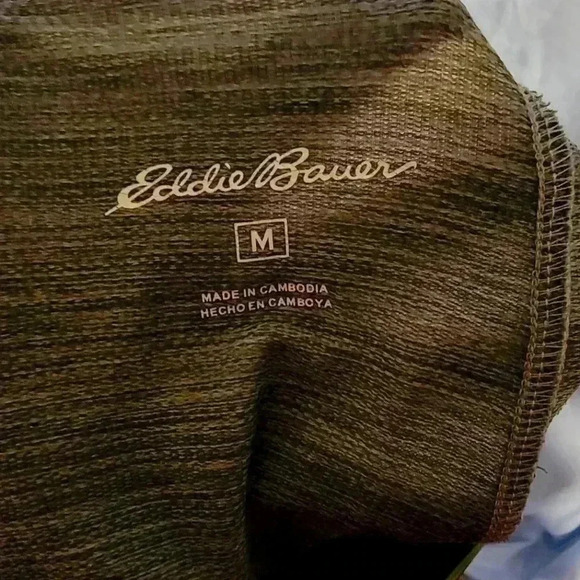 Eddie Bauer
M
MADE IN CAMBODIA
HECHO EN CAMBOYA